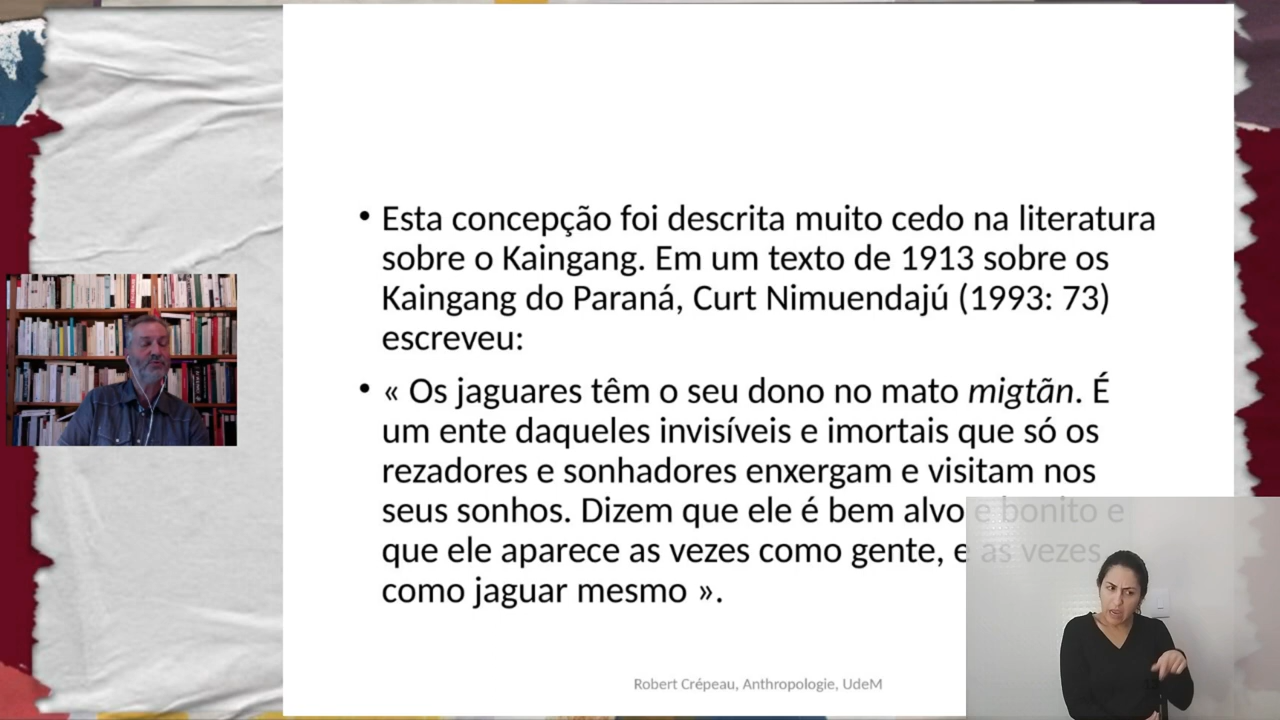 • Esta concepção foi descrita muito cedo na literatura
sobre o Kaingang. Em um texto de 1913 sobre os
Kaingang do Paraná, Curt Nimuendajú (1993: 73)
escreveu:
• « Os jaguares têm o seu dono no mato migtãn. É
um ente daqueles invisíveis e imortais que só os
rezadores e sonhadores enxergam e visitam nos
seus sonhos. Dizem que ele é bem alvo e bonito e
que ele aparece as vezes como gente, e as vezes
como jaguar mesmo ».
Robert Crépeau, Anthropologie, UdeM